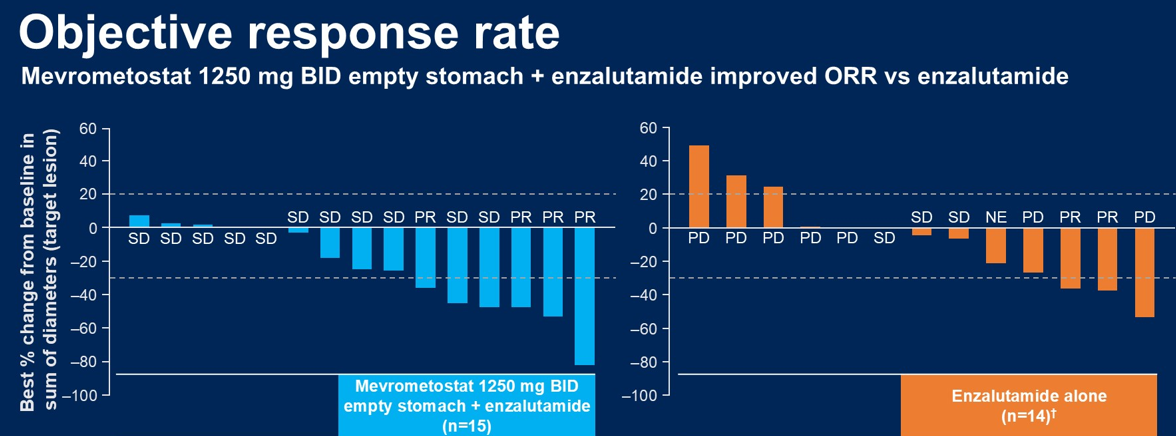 Objective response rate
Mevrometostat 1250 mg BID empty stomach + enzalutamide improved ORR vs enzalutamide
Best % change from baseline in
sum of diameters (target lesion)
60
40
20
0
–20
–40
–60
–80
–100
SD SD SD SD SD
SD SD SD SD PR SD SD PR PR PR
Mevrometostat 1250 mg BID
empty stomach + enzalutamide
(n=15)
60
40
20
0
–20
–40
–60
–80
–100
PD PD PD PD PD SD
SD SD NE PD PR PR PD
Enzalutamide alone
(n=14)†